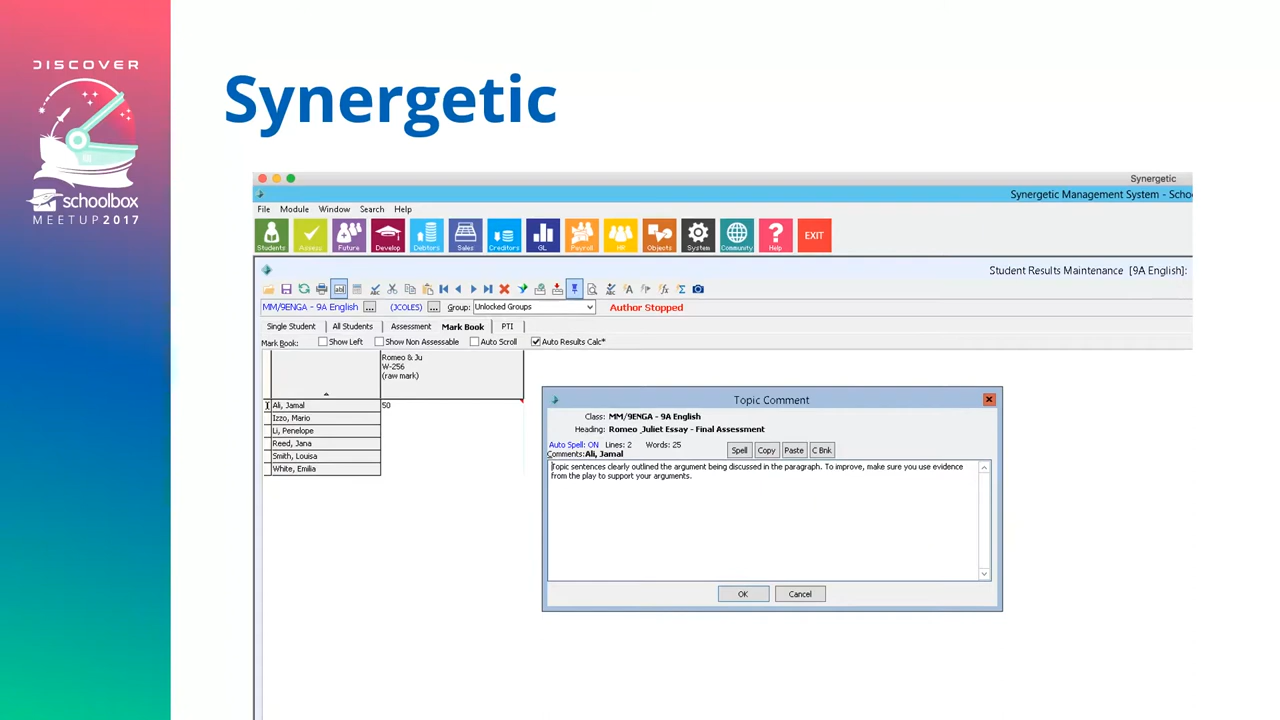 DISCOVER
schoolbox
MEETUP2017
Synergetic
Synergetic
Synergetic Management System - Scho
File Module Window Search Help
Students Assess Future Develop Debtors Sales Creditors GL Payroll HR Objects System Community Help EXIT
Student Results Maintenance [9A English]:
MM/9ENGA - 9A English ... (JCOLES) ... Group: Unlocked Groups Author Stopped
Single Student All Students Assessment Mark Book PTI
Mark Book: Show Left Show Non Assessable Auto Scroll Auto Results Calc*
Romeo & Ju
W-256
(raw mark)
Ali, Jamal 50
Izzo, Mario
Li, Penelope
Reed, Jana
Smith, Louisa
White, Emilia
Topic Comment
Class: MM/9ENGA - 9A English
Heading: Romeo _Juliet Essay - Final Assessment
Auto Spell: ON Lines: 2 Words: 25
Comments: Ali, Jamal
Spell Copy Paste C Bnk
Topic sentences clearly outlined the argument being discussed in the paragraph. To improve, make sure you use evidence
from the play to support your arguments.
OK Cancel